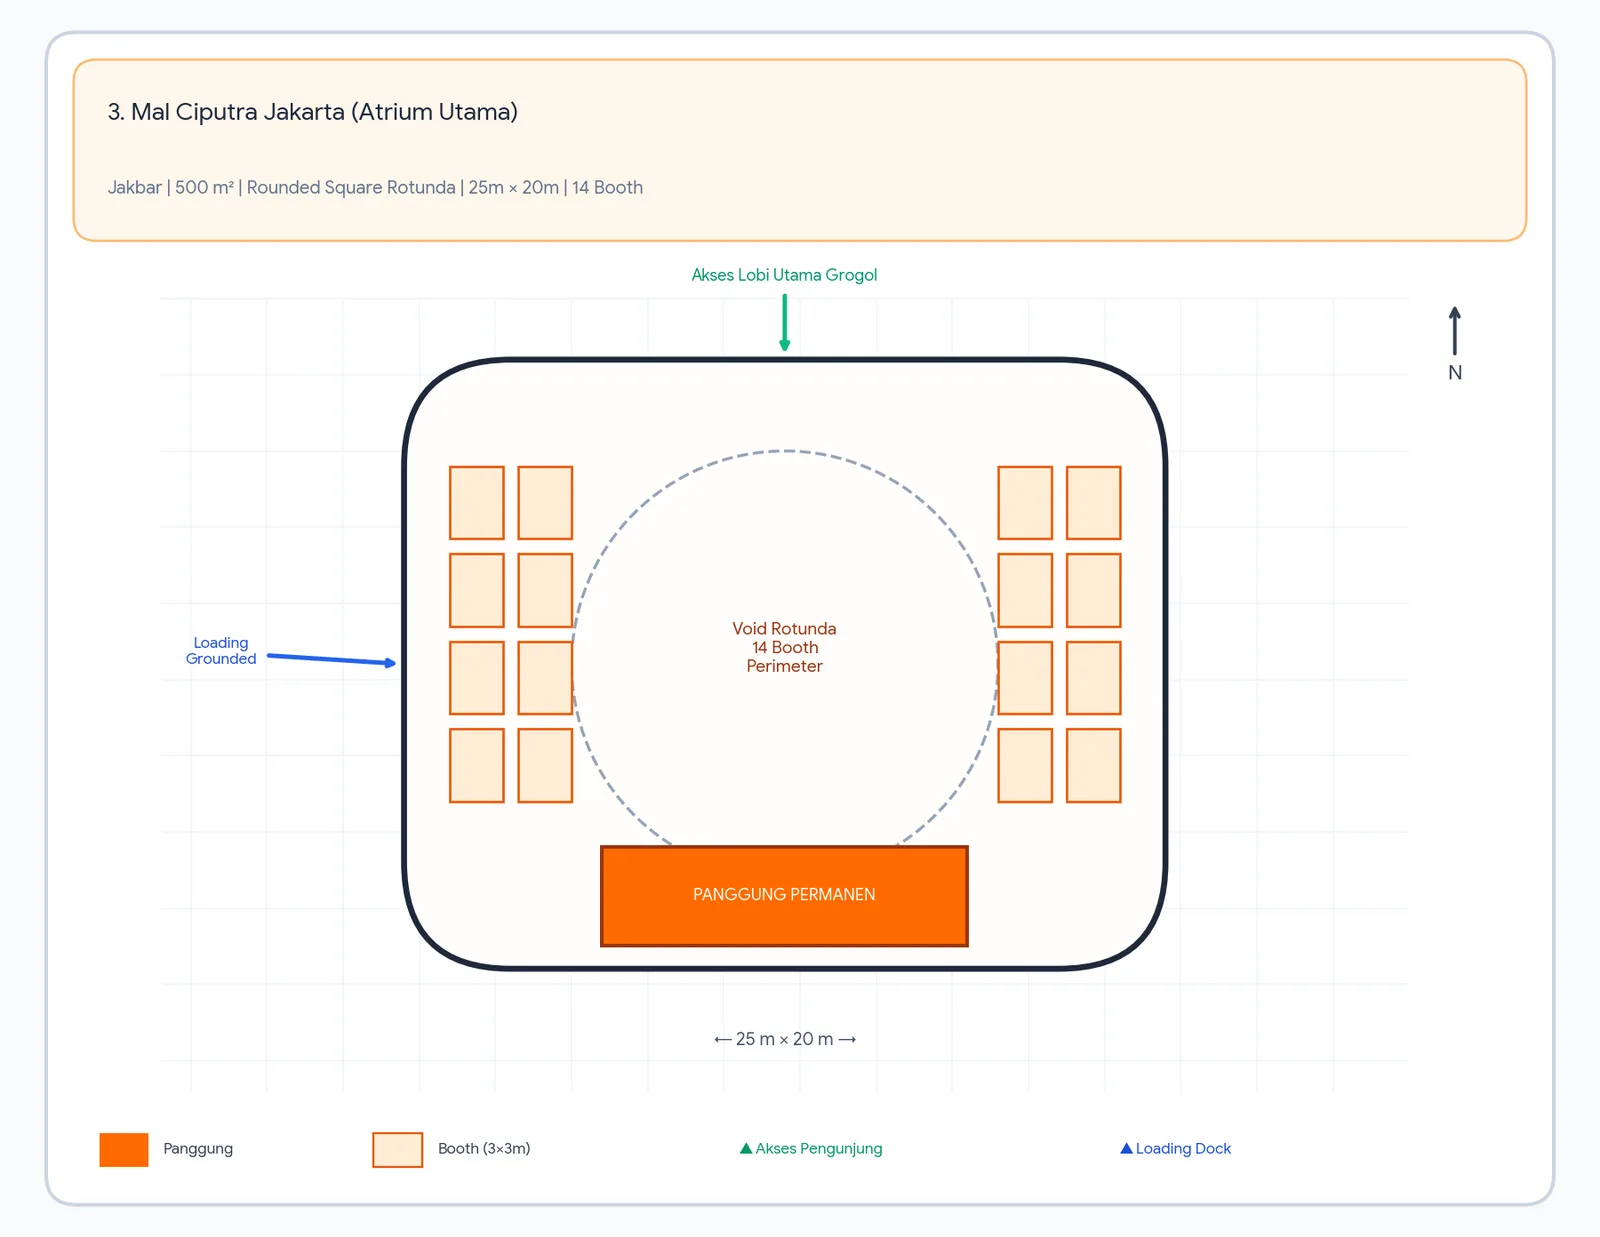 3. Mal Ciputra Jakarta (Atrium Utama)
Jakbar | 500 m² | Rounded Square Rotunda | 25m × 20m | 14 Booth
Akses Lobi Utama Grogol
N
Loading
Grounded
Void Rotunda
14 Booth
Perimeter
PANGGUNG PERMANEN
← 25 m × 20 m →
Panggung
Booth (3×3m)
▲ Akses Pengunjung
▲ Loading Dock